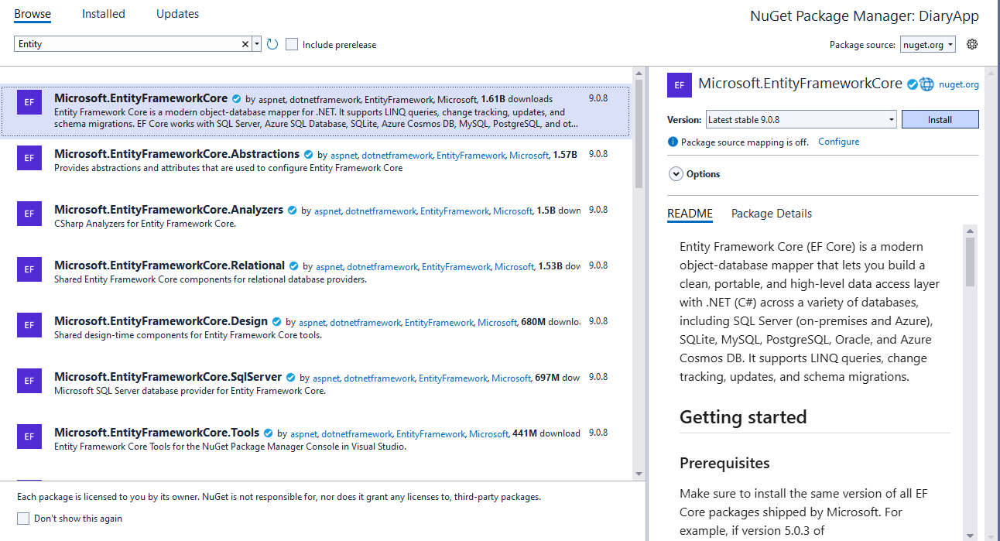 Browse Installed Updates
NuGet Package Manager: DiaryApp
Entity
Include prerelease
Package source: nuget.org
EF
Microsoft.EntityFrameworkCore by aspnet, dotnetframework, EntityFramework, Microsoft, 1.61B downloads 9.0.8
Entity Framework Core is a modern object-database mapper for .NET. It supports LINQ queries, change tracking, updates, and
schema migrations. EF Core works with SQL Server, Azure SQL Database, SQLite, Azure Cosmos DB, MySQL, PostgreSQL, and ot...
EF
Microsoft.EntityFrameworkCore.Abstractions by aspnet, dotnetframework, EntityFramework, Microsoft, 1.57B 9.0.8
Provides abstractions and attributes that are used to configure Entity Framework Core
EF
Microsoft.EntityFrameworkCore.Analyzers by aspnet, dotnetframework, EntityFramework, Microsoft, 1.5B down 9.0.8
CSharp Analyzers for Entity Framework Core.
EF
Microsoft.EntityFrameworkCore.Relational by aspnet, dotnetframework, EntityFramework, Microsoft, 1.53B dov 9.0.8
Shared Entity Framework Core components for relational database providers.
EF
Microsoft.EntityFrameworkCore.Design by aspnet, dotnetframework, EntityFramework, Microsoft, 680M downloa 9.0.8
Shared design-time components for Entity Framework Core tools.
EF
Microsoft.EntityFrameworkCore.SqlServer by aspnet, dotnetframework, EntityFramework, Microsoft, 697M dow 9.0.8
Microsoft SQL Server database provider for Entity Framework Core.
EF
Microsoft.EntityFrameworkCore.Tools by aspnet, dotnetframework, EntityFramework, Microsoft, 441M download 9.0.8
Entity Framework Core Tools for the NuGet Package Manager Console in Visual Studio.
Each package is licensed to you by its owner. NuGet is not responsible for, nor does it grant any licenses to, third-party packages.
Don't show this again
EF
Microsoft.EntityFrameworkCore nuget.org
Version: Latest stable 9.0.8 Install
Package source mapping is off. Configure
Options
README Package Details
Entity Framework Core (EF Core) is a modern
object-database mapper that lets you build a
clean, portable, and high-level data access layer
with .NET (C#) across a variety of databases,
including SQL Server (on-premises and Azure),
SQLite, MySQL, PostgreSQL, Oracle, and Azure
Cosmos DB. It supports LINQ queries, change
tracking, updates, and schema migrations.
Getting started
Prerequisites
Make sure to install the same version of all EF
Core packages shipped by Microsoft. For
example, if version 5.0.3 of